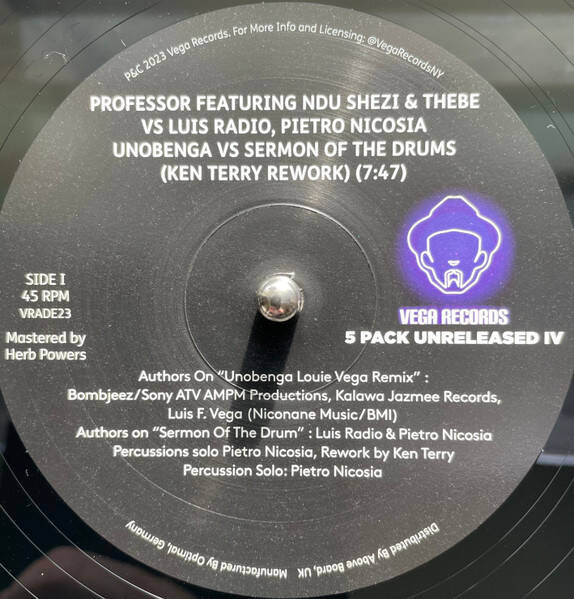 P&C 2023 Vega Records. For More Info and Licensing: @VegaRecordsNY
PROFESSOR FEATURING NDU SHEZI & THEBE
VS LUIS RADIO, PIETRO NICOSIA
UNOBENGA VS SERMON OF THE DRUMS
(KEN TERRY REWORK) (7:47)
SIDE I
45 RPM
VRADE23
Mastered by
Herb Powers
VEGA RECORDS
5 PACK UNRELEASED IV
Authors On "Unobenga Louie Vega Remix" :
Bombjeez/Sony ATV AMPM Productions, Kalawa Jazmee Records,
Luis F. Vega (Niconane Music/BMI)
Authors on "Sermon Of The Drum" : Luis Radio & Pietro Nicosia
Percussions solo Pietro Nicosia, Rework by Ken Terry
Percussion Solo: Pietro Nicosia
Distributed By Above Board, UK Manufactured By Optimal, Germany